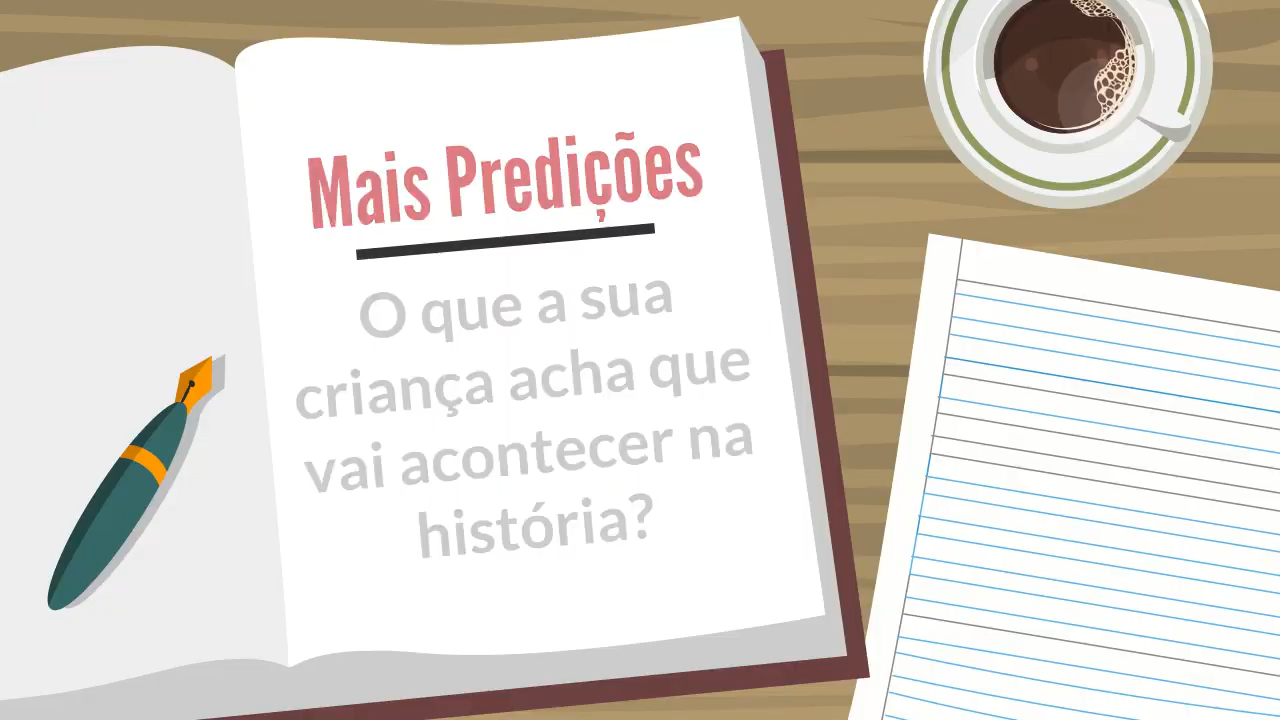 Mais Predições
O que a sua
criança acha que
vai acontecer na
história?